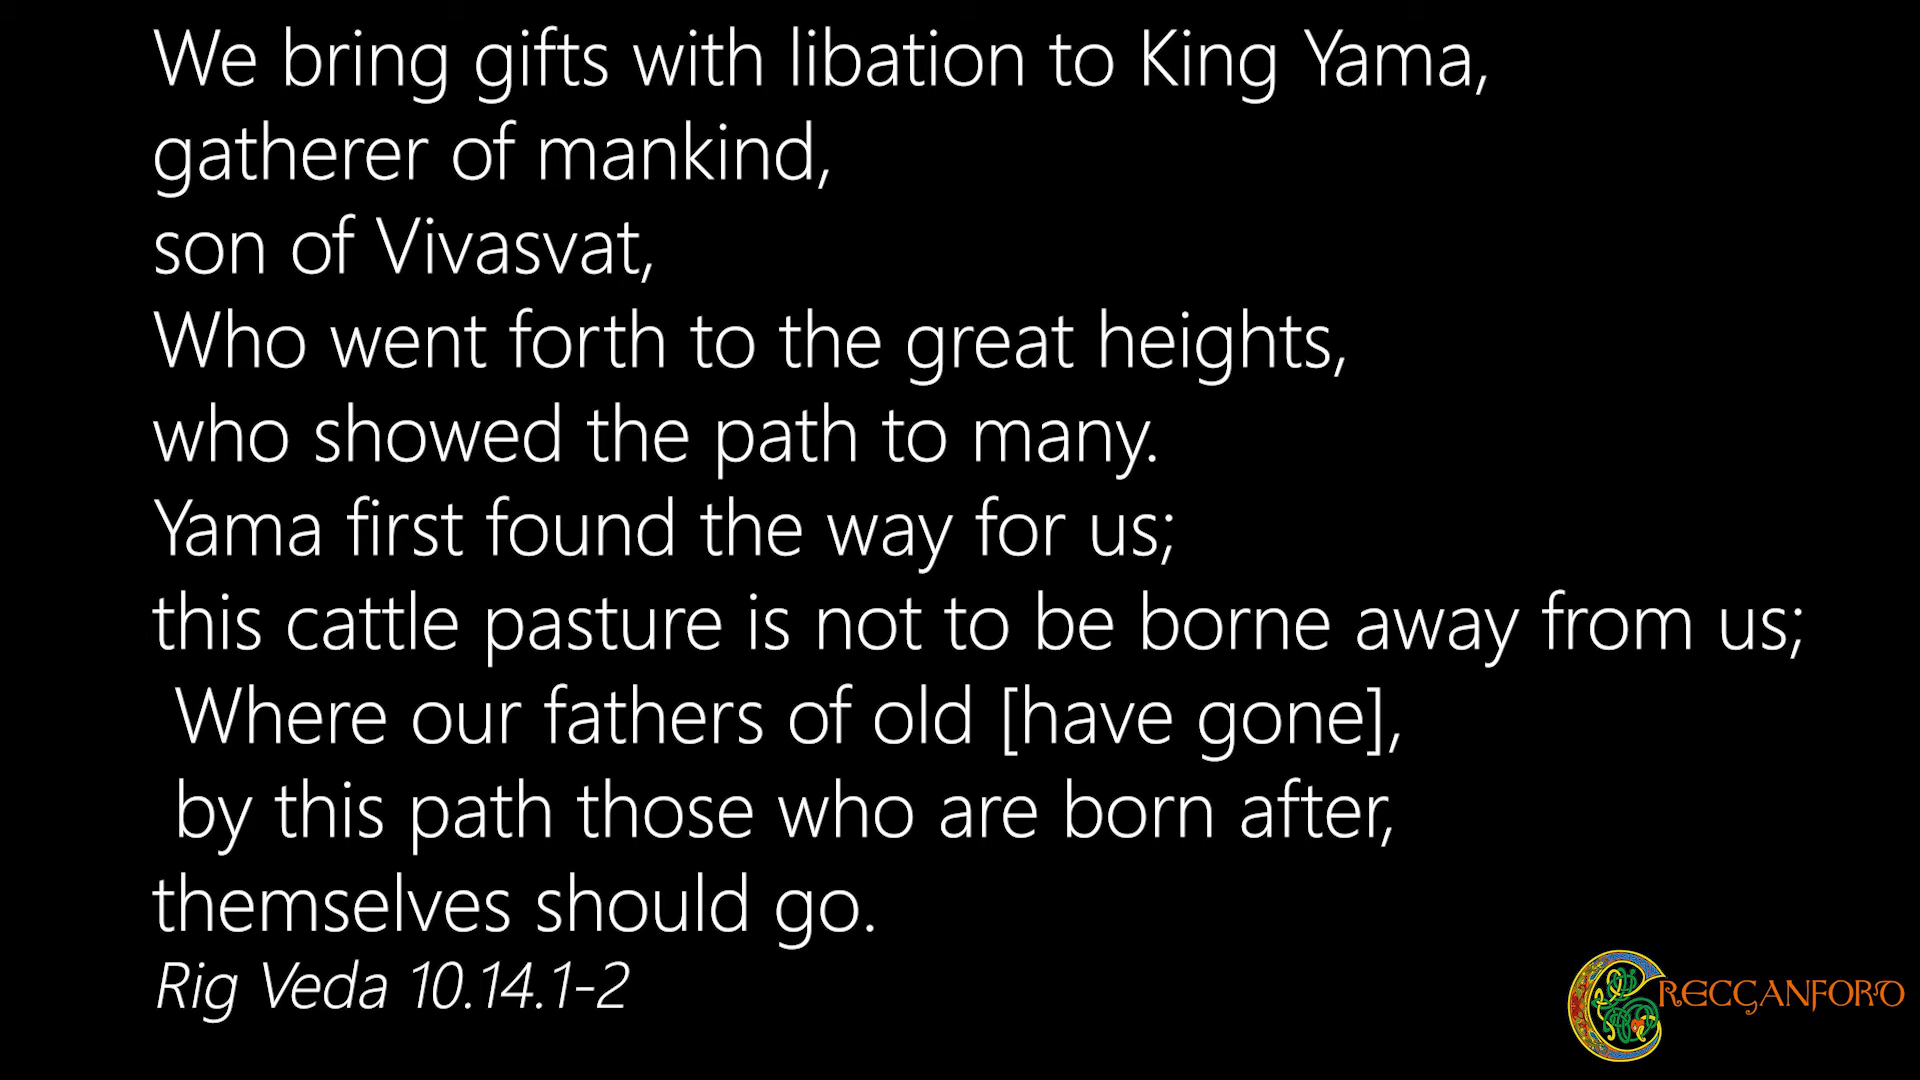 We bring gifts with libation to King Yama,
gatherer of mankind,
son of Vivasvat,
Who went forth to the great heights,
who showed the path to many.
Yama first found the way for us;
this cattle pasture is not to be borne away from us;
Where our fathers of old [have gone],
by this path those who are born after,
themselves should go.
Rig Veda 10.14.1-2
CRECGANFORD